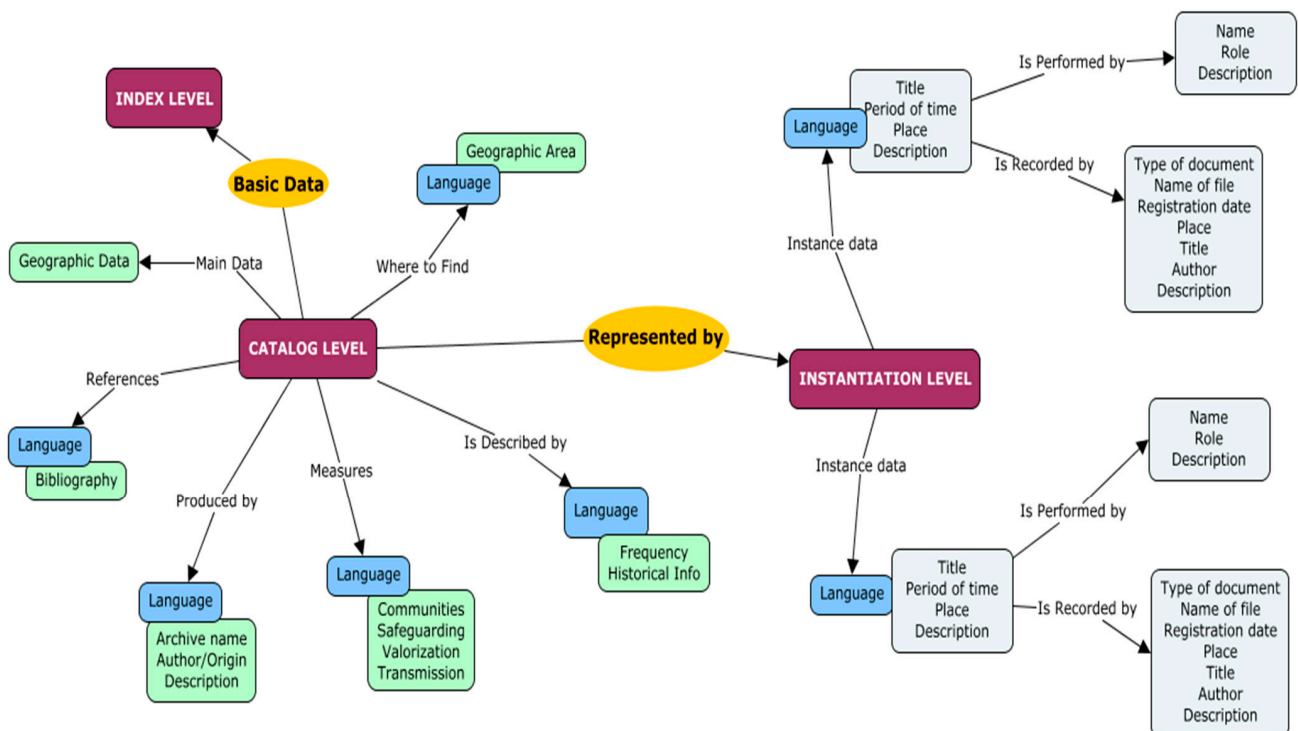 INDEX LEVEL
Basic Data
Geographic Area
Language
Geographic Data
Main Data
Where to Find
CATALOG LEVEL
Represented by
INSTANTIATION LEVEL
References
Language
Bibliography
Produced by
Language
Archive name
Author/Origin
Description
Measures
Language
Communities
Safeguarding
Valorization
Transmission
Is Described by
Language
Frequency
Historical Info
Instance data
Language
Title
Period of time
Place
Description
Is Performed by
Name
Role
Description
Is Recorded by
Type of document
Name of file
Registration date
Place
Title
Author
Description
Instance data
Language
Title
Period of time
Place
Description
Is Performed by
Name
Role
Description
Is Recorded by
Type of document
Name of file
Registration date
Place
Title
Author
Description